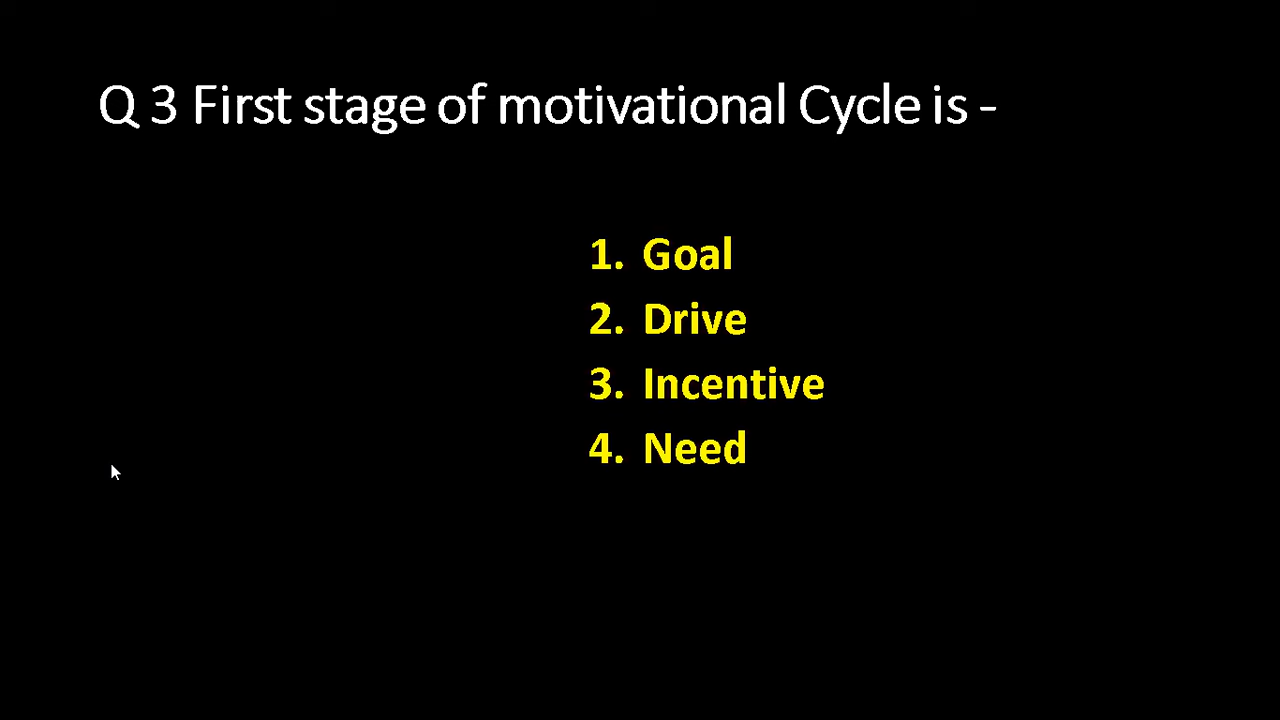 Q 3 First stage of motivational Cycle is -
1. Goal
2. Drive
3. Incentive
4. Need